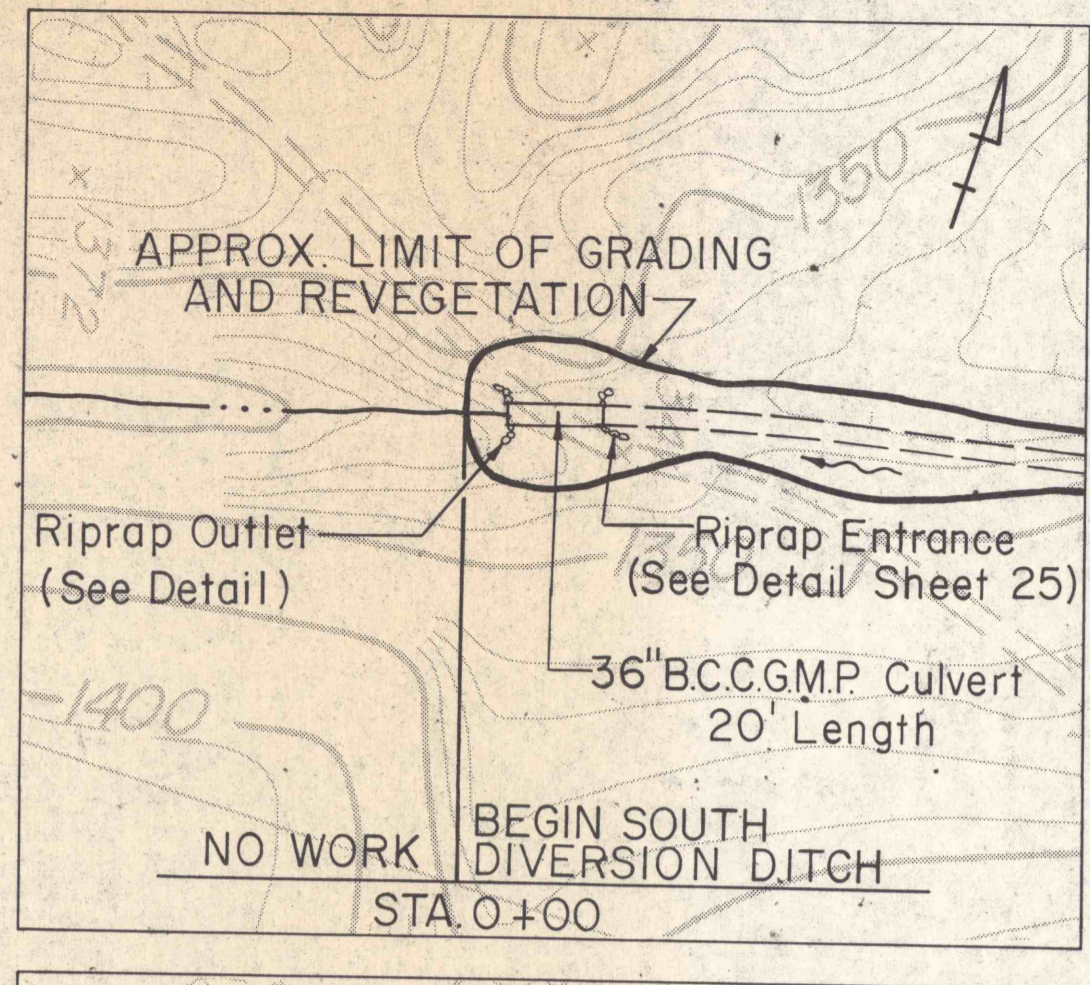 1350
1372
APPROX. LIMIT OF GRADING
AND REVEGETATION
Riprap Outlet
(See Detail)
Riprap Entrance
(See Detail Sheet 25)
36" B.C.C.G.M.P. Culvert
20' Length
1400
NO WORK
BEGIN SOUTH
DIVERSION DITCH
STA. 0+00